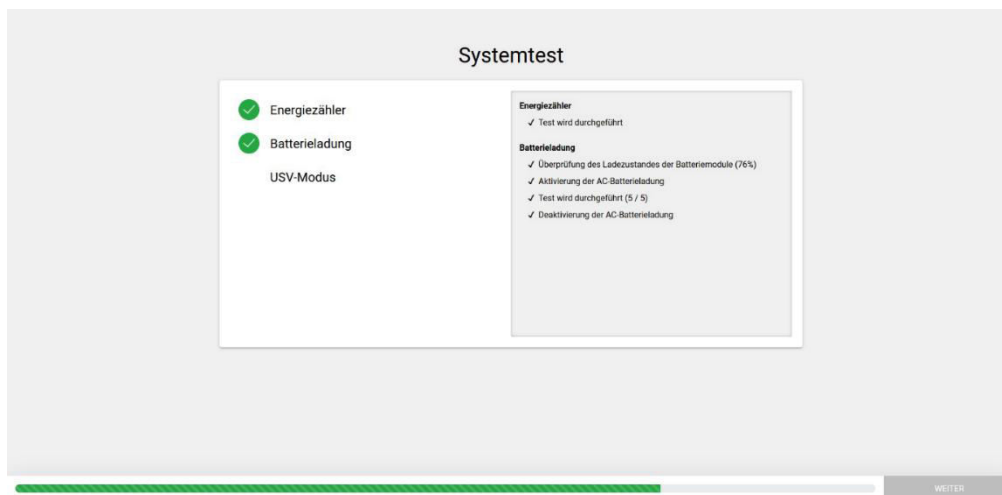 Systemtest
Energiezähler
Batterieladung
USV-Modus
Energiezähler
✓ Test wird durchgeführt
Batterieladung
✓ Überprüfung des Ladezustandes der Batteriemodule (76%)
✓ Aktivierung der AC-Batterieladung
✓ Test wird durchgeführt (5 / 5)
✓ Deaktivierung der AC-Batterieladung
WEITER